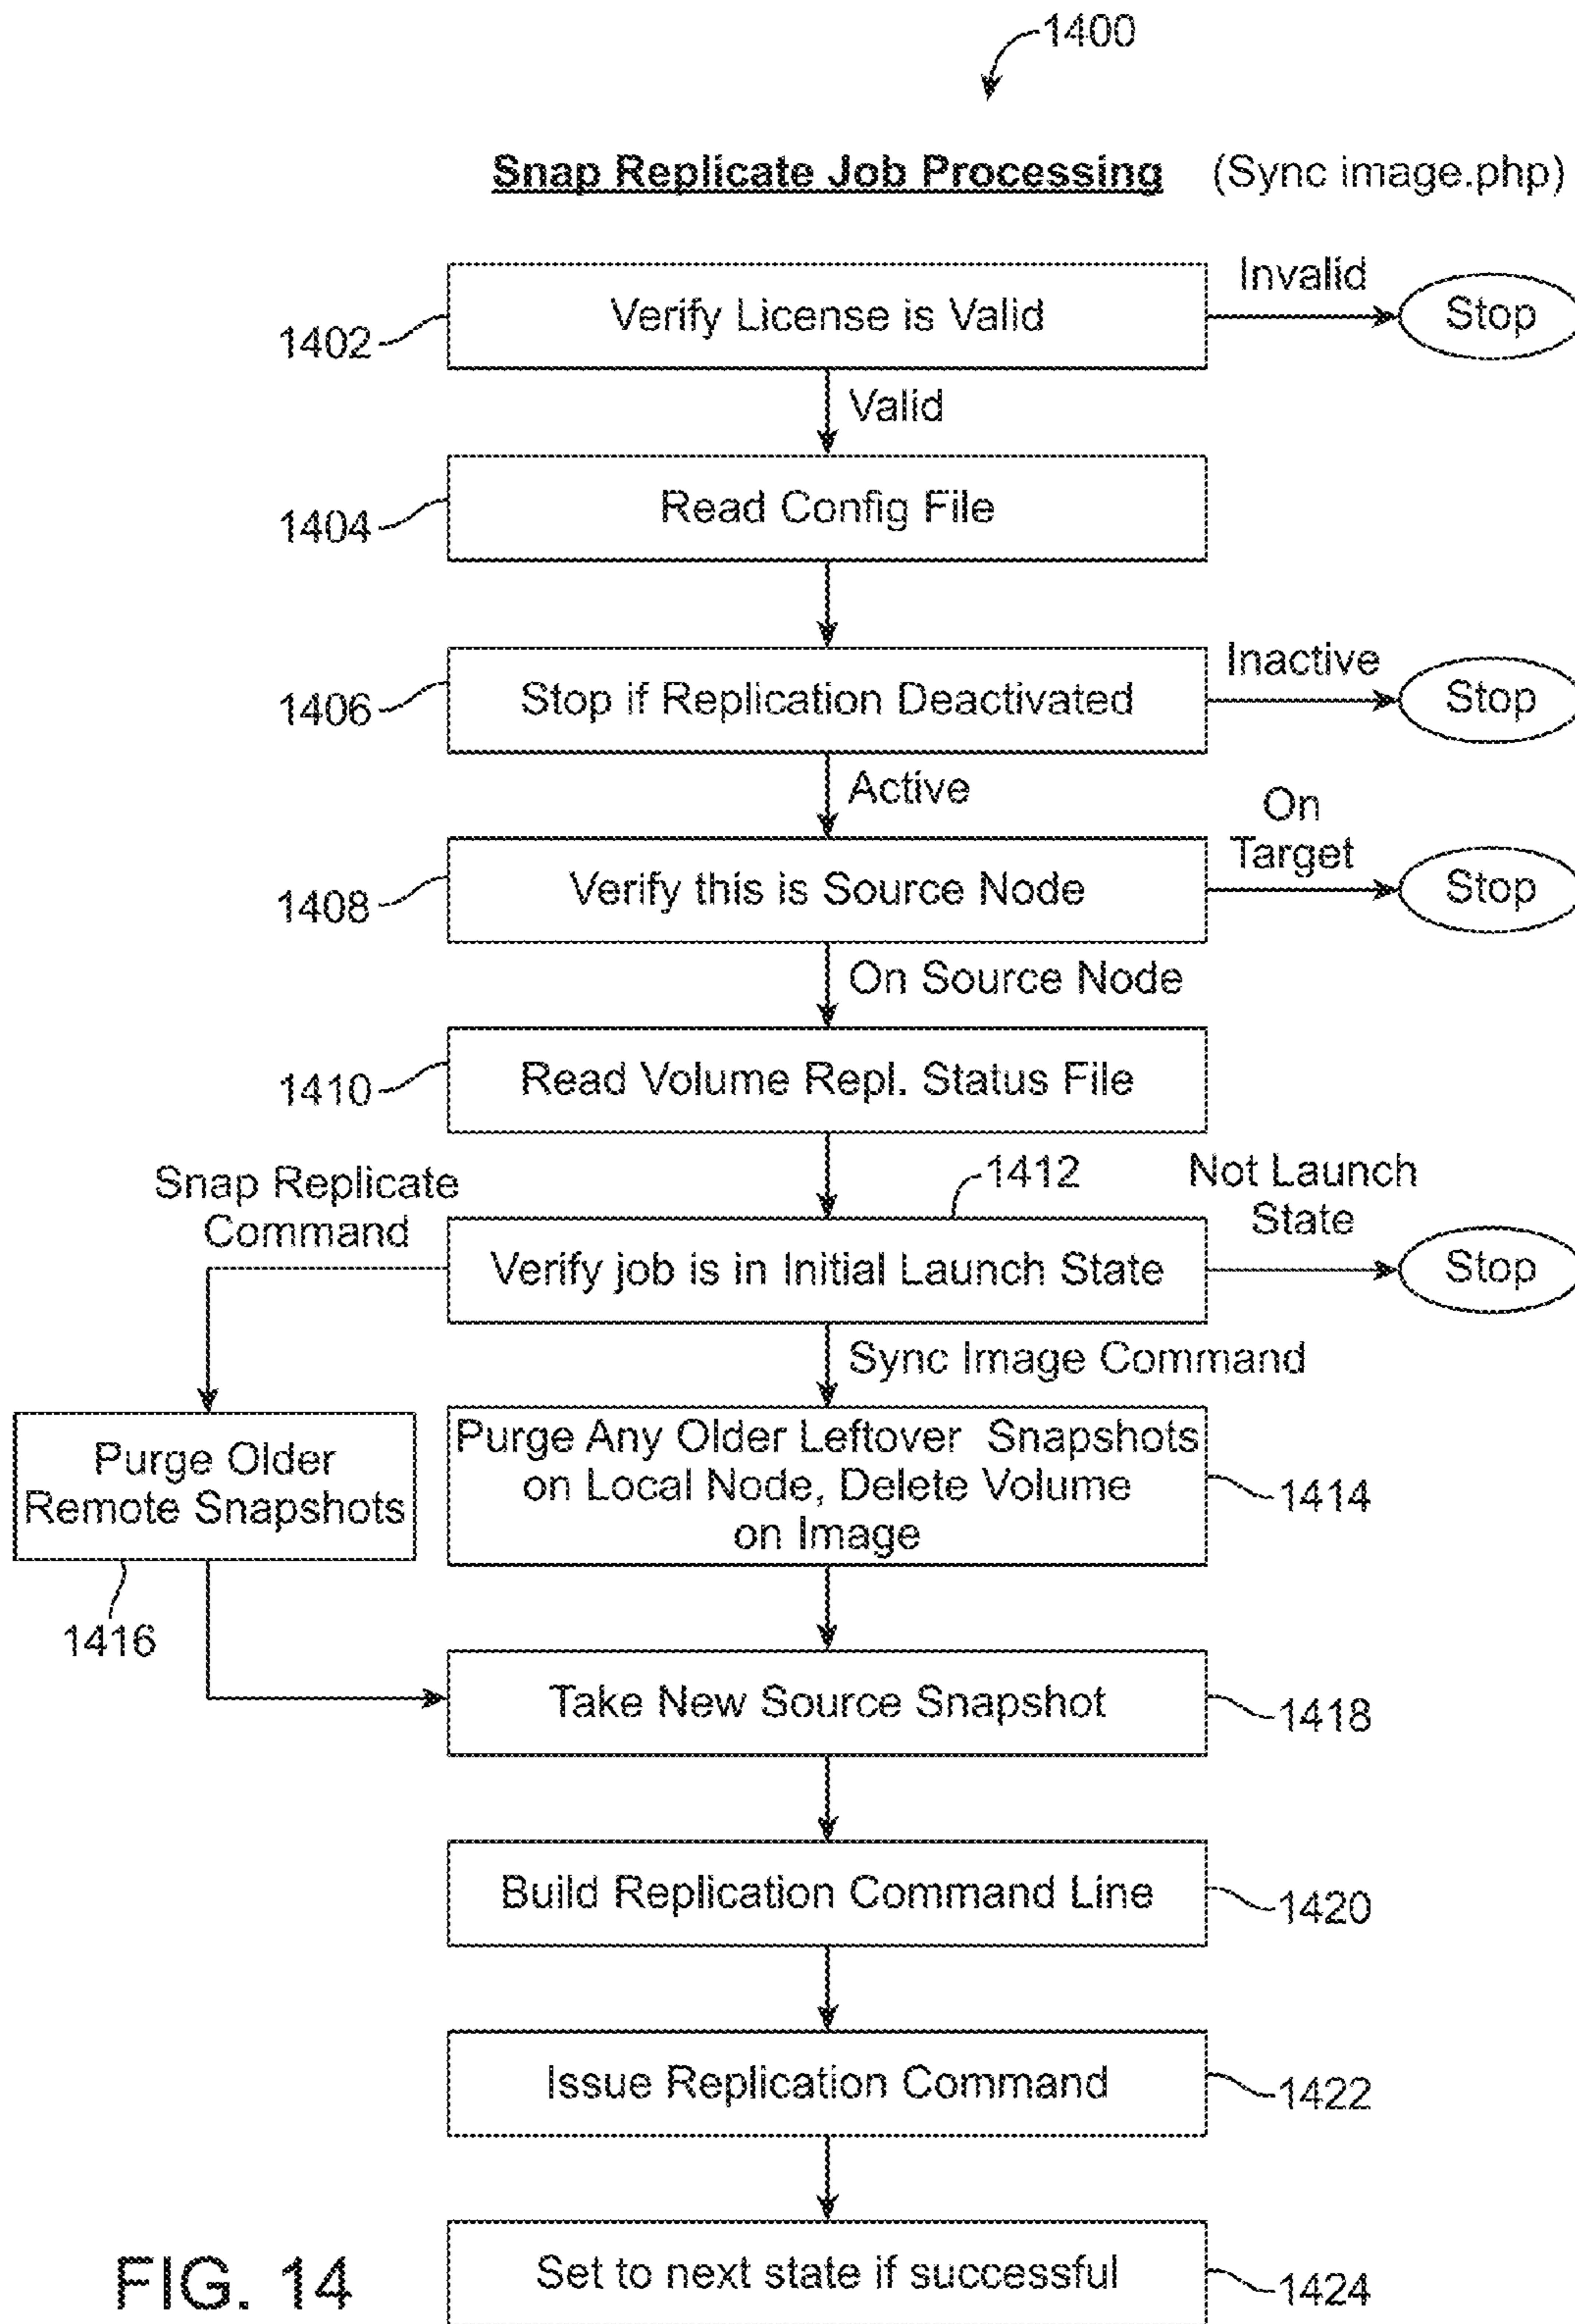 1400
Snap Replicate Job Processing (Sync image.php)
Invalid
Verify License is Valid
Stop
1402
Valid
Read Config File
1404
Inactive
Stop if Replication Deactivated
Stop
1406
Active
On
Target
Verify this is Source Node
Stop
1408
On Source Node
Read Volume Repl. Status File
1410
Snap Replicate
Command
1412
Not Launch
State
Verify job is in Initial Launch State
Stop
Sync Image Command
Purge Older
Remote Snapshots
1416
Purge Any Older Leftover Snapshots
on Local Node, Delete Volume
on Image
1414
Take New Source Snapshot
1418
Build Replication Command Line
1420
Issue Replication Command
1422
Set to next state if successful
1424
FIG. 14